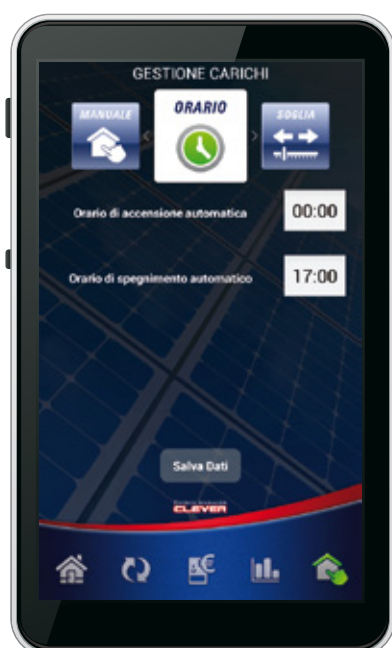 GESTIONE CARICHI
MANUALE
ORARIO
SOGLIA
Orario di accensione automatica
00:00
Orario di spegnimento automatico
17:00
Salva Dati
CLEVER